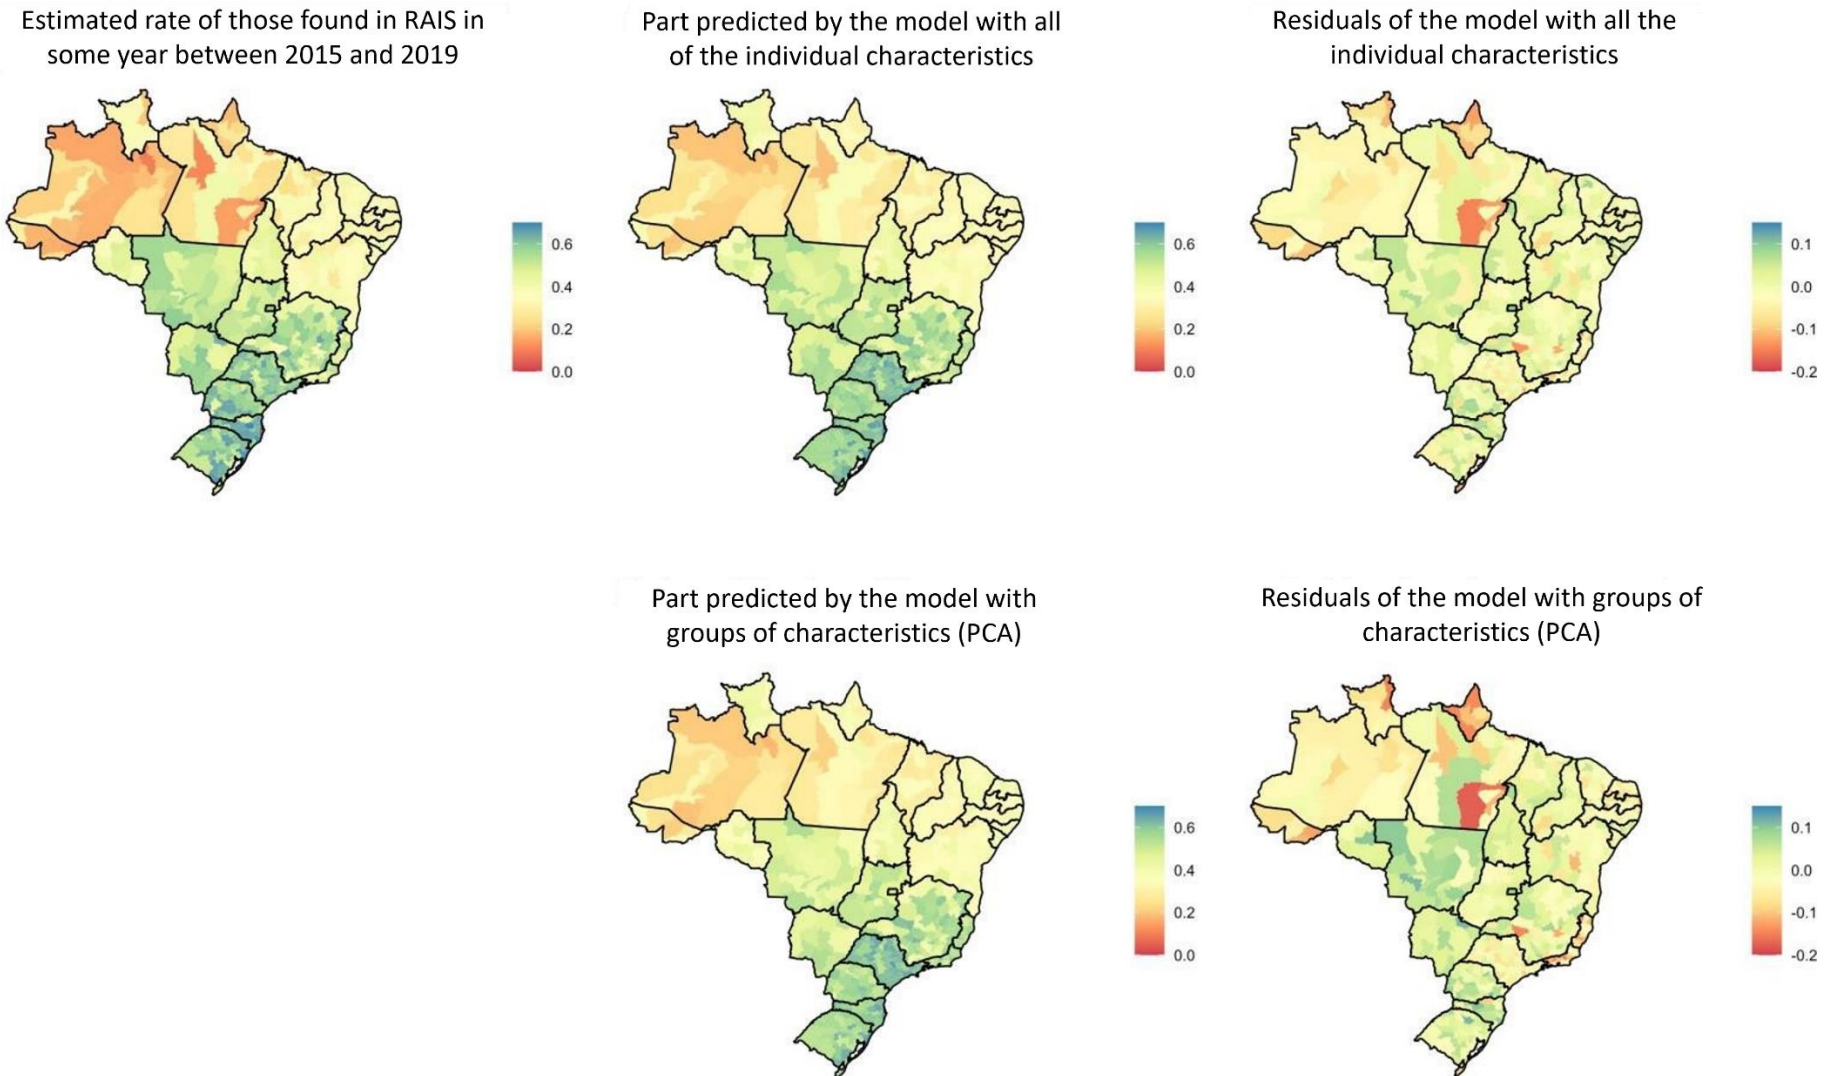 Estimated rate of those found in RAIS in
some year between 2015 and 2019
Part predicted by the model with all
of the individual characteristics
Residuals of the model with all the
individual characteristics
0.6
0.4
0.2
0.0
0.6
0.4
0.2
0.0
0.1
0.0
-0.1
-0.2
Part predicted by the model with
groups of characteristics (PCA)
Residuals of the model with groups of
characteristics (PCA)
0.6
0.4
0.2
0.0
0.1
0.0
-0.1
-0.2